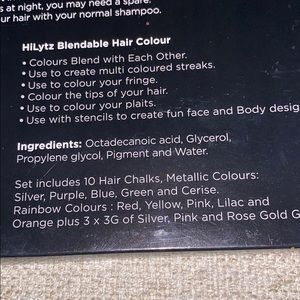 s at night, you may need a spare.
ur hair with your normal shampoo.
HiLytz Blendable Hair Colour
• Colours Blend with Each Other.
• Use to create multi coloured streaks.
• Use to colour your fringe.
• Colour the tips of your hair.
• Use to colour your plaits.
• Use with stencils to create fun face and Body desig
Ingredients: Octadecanoic acid, Glycerol,
Propylene glycol, Pigment and Water.
Set includes 10 Hair Chalks, Metallic Colours:
Silver, Purple, Blue, Green and Cerise.
Rainbow Colours : Red, Yellow, Pink, Lilac and
Orange plus 3 x 3G of Silver, Pink and Rose Gold G